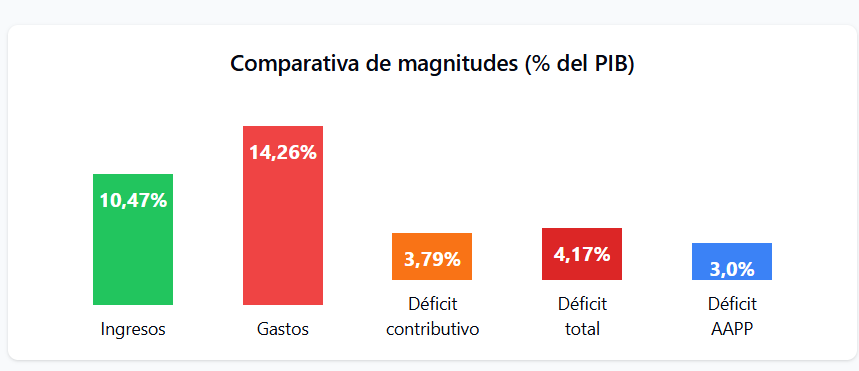 Comparativa de magnitudes (% del PIB)
10,47%
14,26%
3,79%
4,17%
3,0%
Ingresos
Gastos
Déficit
contributivo
Déficit
total
Déficit
AAPP